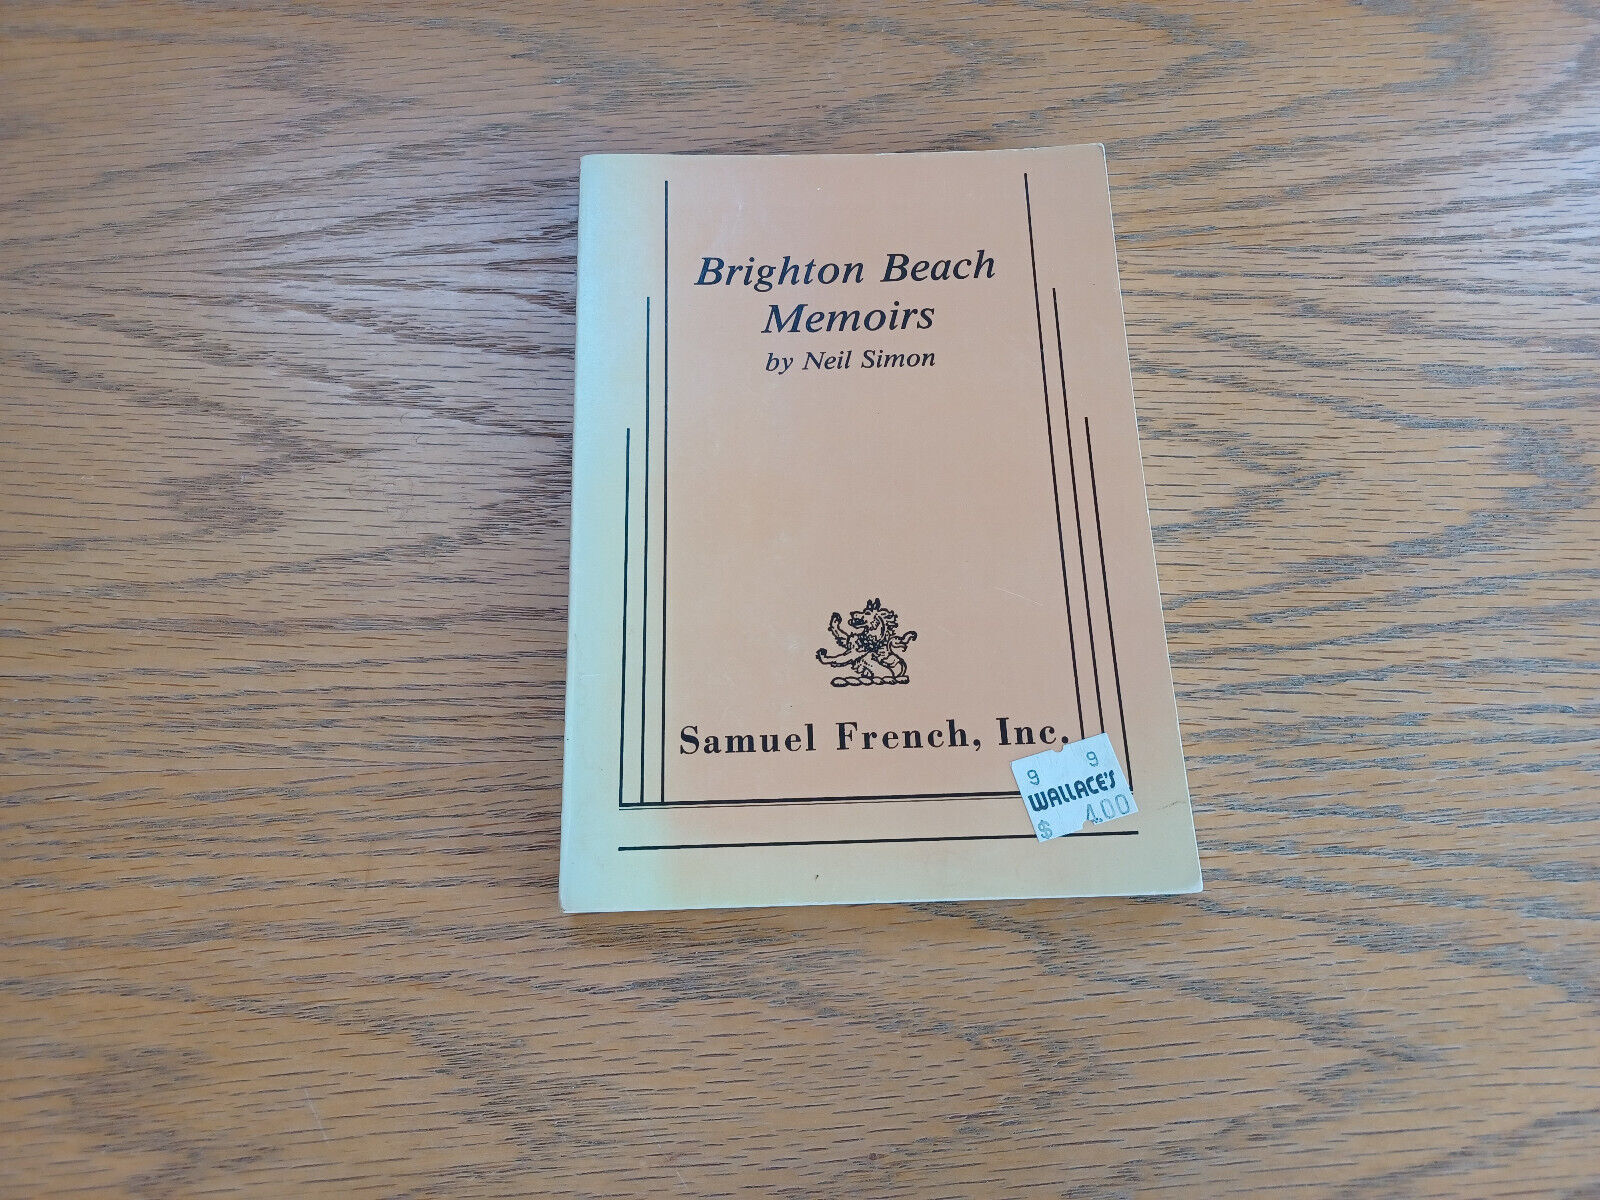 Brighton Beach
Memoirs
by Neil Simon
Samuel French, Inc.
9 9
WALLACE'S
$ 4.00